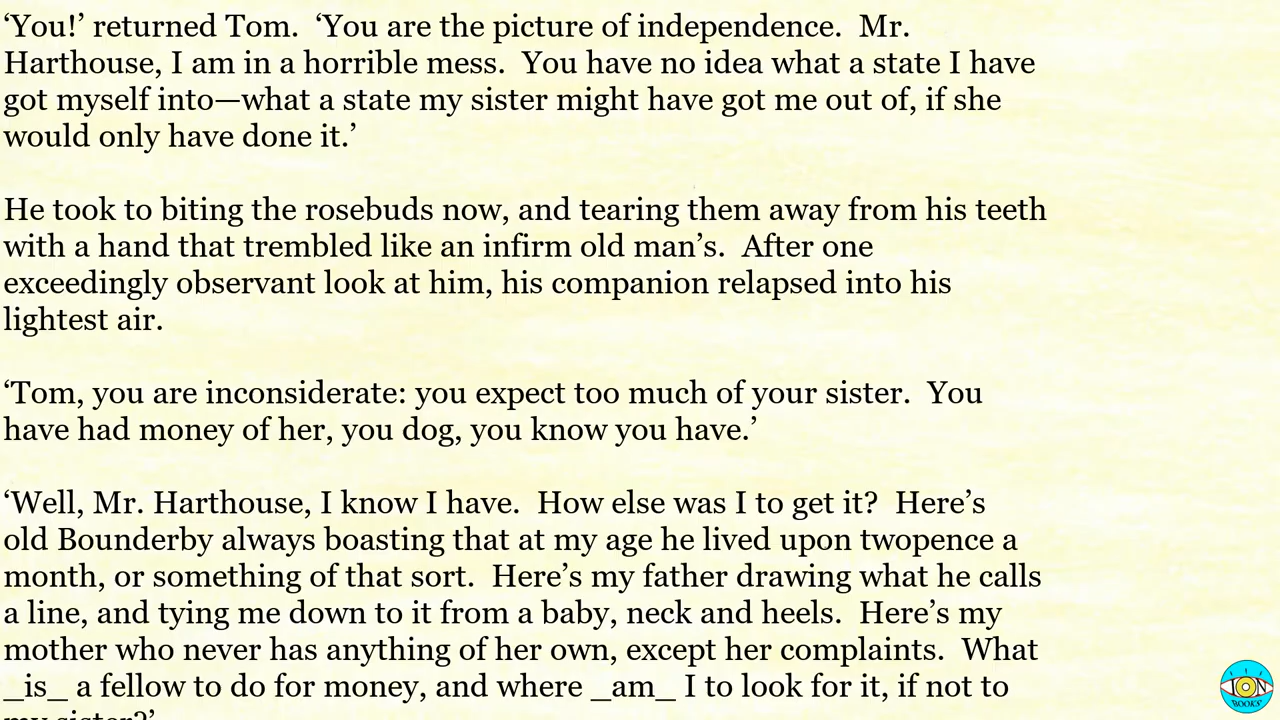 ‘You!’ returned Tom.  ‘You are the picture of independence.  Mr.
Harthouse, I am in a horrible mess.  You have no idea what a state I have
got myself into—what a state my sister might have got me out of, if she
would only have done it.’
He took to biting the rosebuds now, and tearing them away from his teeth
with a hand that trembled like an infirm old man’s.  After one
exceedingly observant look at him, his companion relapsed into his
lightest air.
‘Tom, you are inconsiderate: you expect too much of your sister.  You
have had money of her, you dog, you know you have.’
‘Well, Mr. Harthouse, I know I have.  How else was I to get it?  Here’s
old Bounderby always boasting that at my age he lived upon twopence a
month, or something of that sort.  Here’s my father drawing what he calls
a line, and tying me down to it from a baby, neck and heels.  Here’s my
mother who never has anything of her own, except her complaints.  What
_is_ a fellow to do for money, and where _am_ I to look for it, if not to
my sister?’
ION
BOOKS